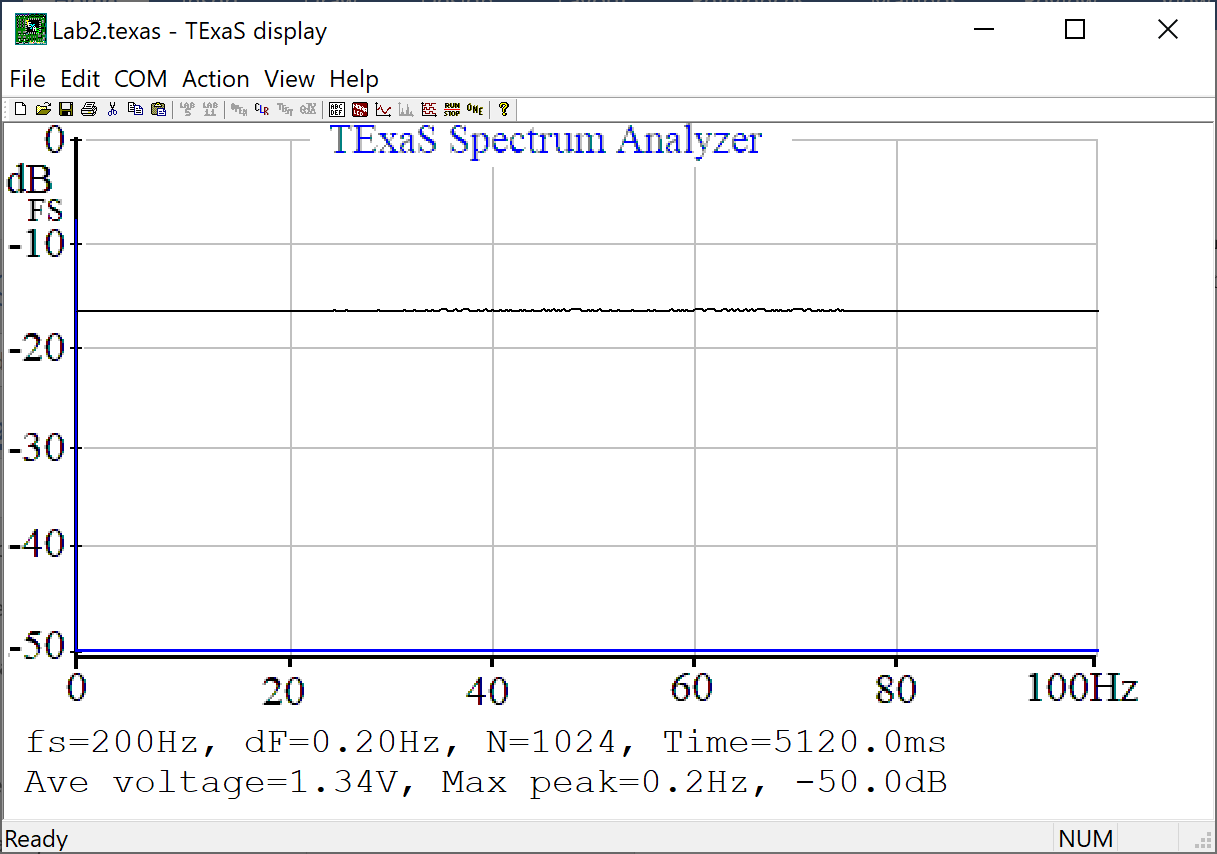 Lab2.texas - TExaS display
File Edit COM Action View Help
TExaS Spectrum Analyzer
0
dB
FS
-10
-20
-30
-40
-50
0 20 40 60 80 100Hz
fs=200Hz, dF=0.20Hz, N=1024, Time=5120.0ms
Ave voltage=1.34V, Max peak=0.2Hz, -50.0dB
Ready NUM